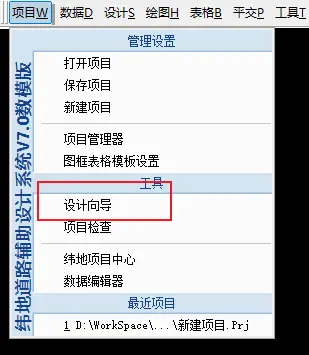 项目W 数据D 设计S 绘图H 表格B 平交P 工具T
纬地道路辅助设计系统V7.0数模版
管理设置
打开项目
保存项目
新建项目
项目管理器
图框表格模板设置
工具
设计向导
项目检查
纬地项目中心
数据编辑器
最近项目
1 D:\WorkSpace\...\新建项目.Prj